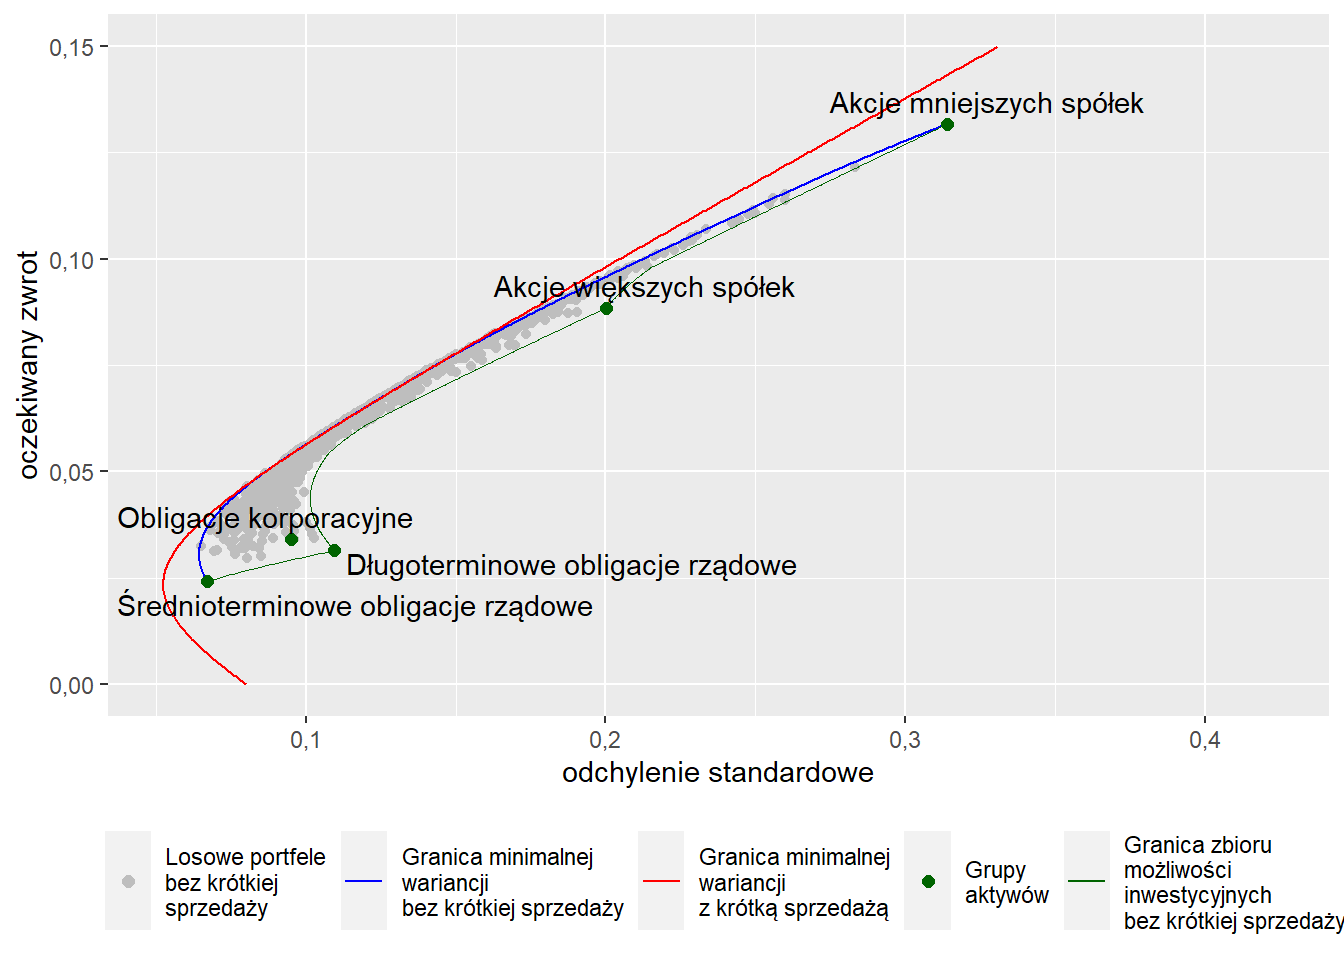 oczekiwany zwrot
0,15
0,10
0,05
0,00
Akcje mniejszych spółek
Akcje większych spółek
Obligacje korporacyjne
Długoterminowe obligacje rządowe
Średnioterminowe obligacje rządowe
0,1
0,2
0,3
0,4
odchylenie standardowe
Losowe portfele
bez krótkiej
sprzedaży
Granica minimalnej
wariancji
bez krótkiej sprzedaży
Granica minimalnej
wariancji
z krótką sprzedażą
Grupy
aktywów
Granica zbioru
możliwości
inwestycyjnych
bez krótkiej sprzedaży